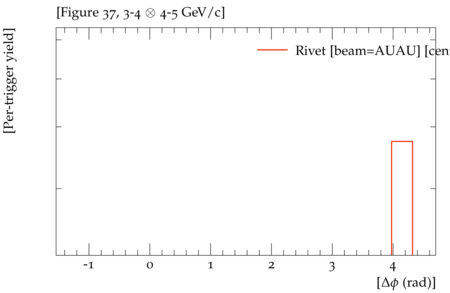 [Figure 37, 3-4 ⊗ 4-5 GeV/c]
[Per-trigger yield]
Rivet [beam=AUAU] [cen
-1 0 1 2 3 4
[Δϕ (rad)]